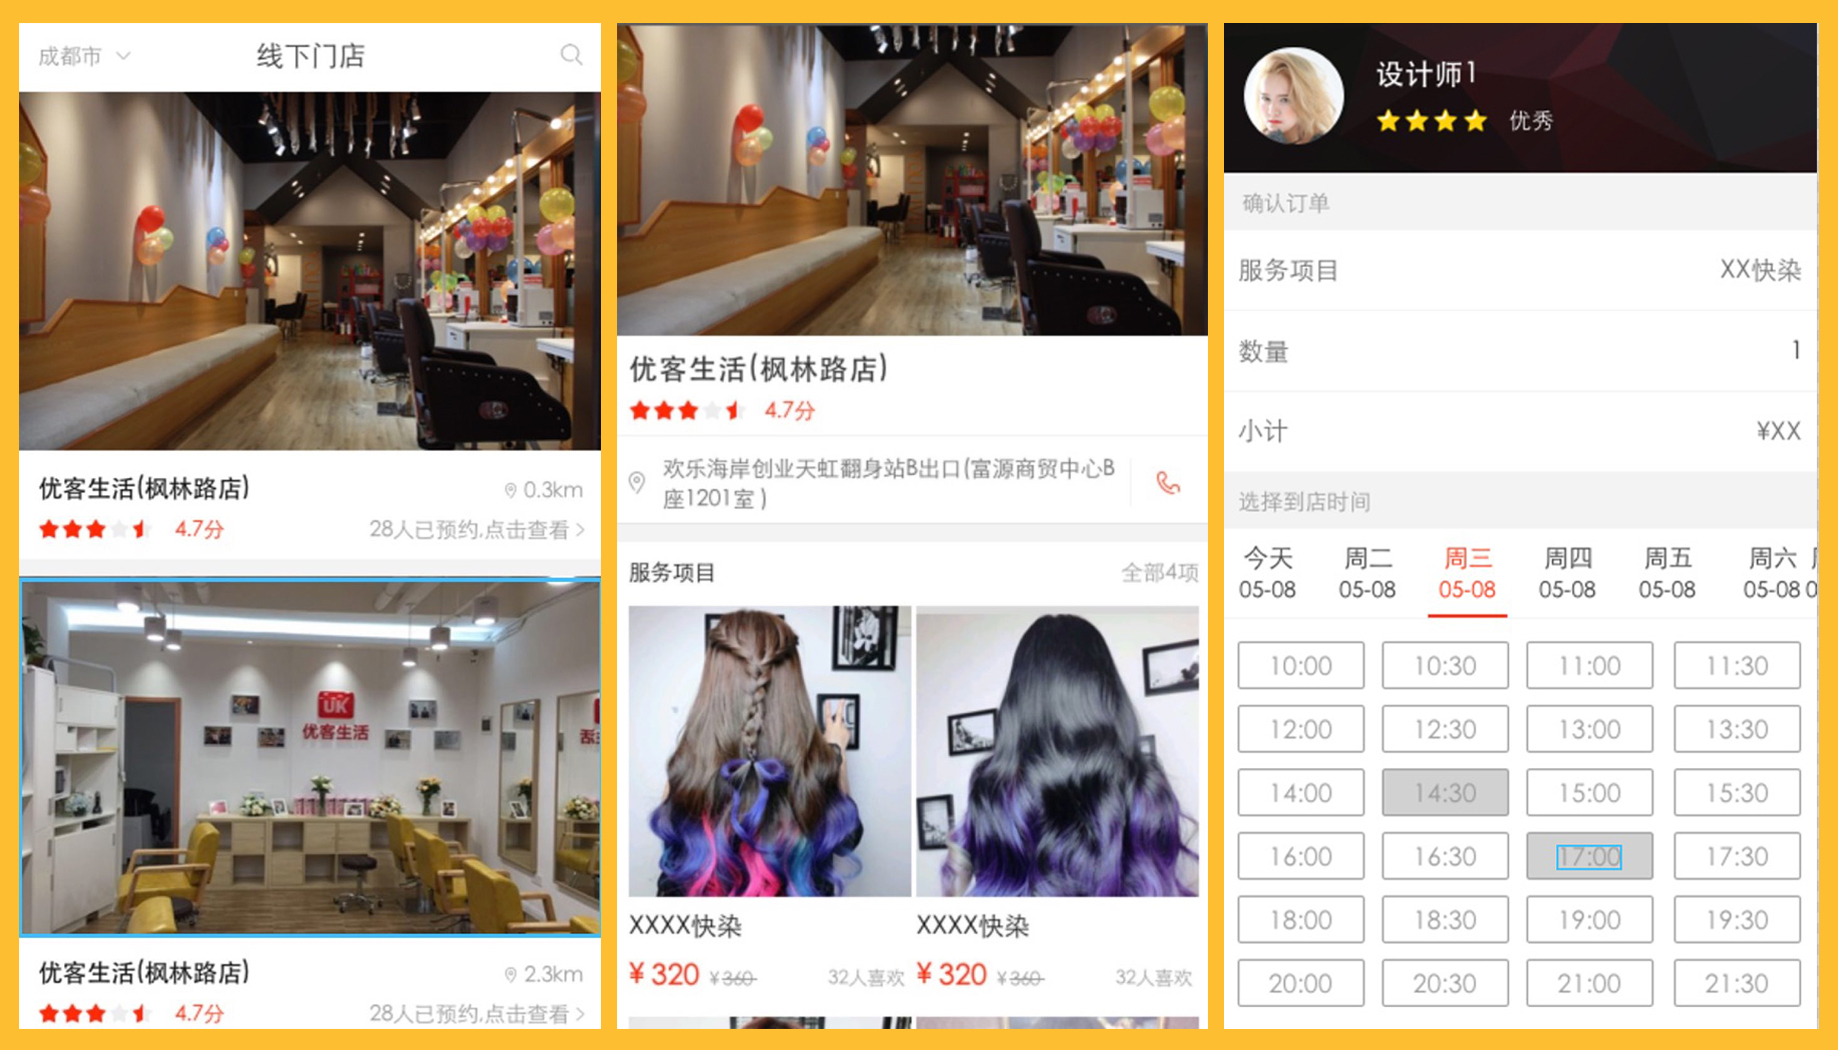 成都市
线下门店
优客生活(枫林路店)
0.3km
4.7分
28人已预约,点击查看 >
UK
优客生活
优客生活(枫林路店)
2.3km
4.7分
28人已预约,点击查看 >
优客生活(枫林路店)
4.7分
欢乐海岸创业天虹翻身站B出口(富源商贸中心B
座1201室 )
服务项目
全部4项
XXXX快染
¥ 320 ¥360 32人喜欢
XXXX快染
¥ 320 ¥360 32人喜欢
设计师1
优秀
确认订单
服务项目 XX快染
数量 1
小计 ¥XX
选择到店时间
今天 周二 周三 周四 周五 周六
05-08 05-08 05-08 05-08 05-08 05-08 0
10:00 10:30 11:00 11:30
12:00 12:30 13:00 13:30
14:00 14:30 15:00 15:30
16:00 16:30 17:00 17:30
18:00 18:30 19:00 19:30
20:00 20:30 21:00 21:30